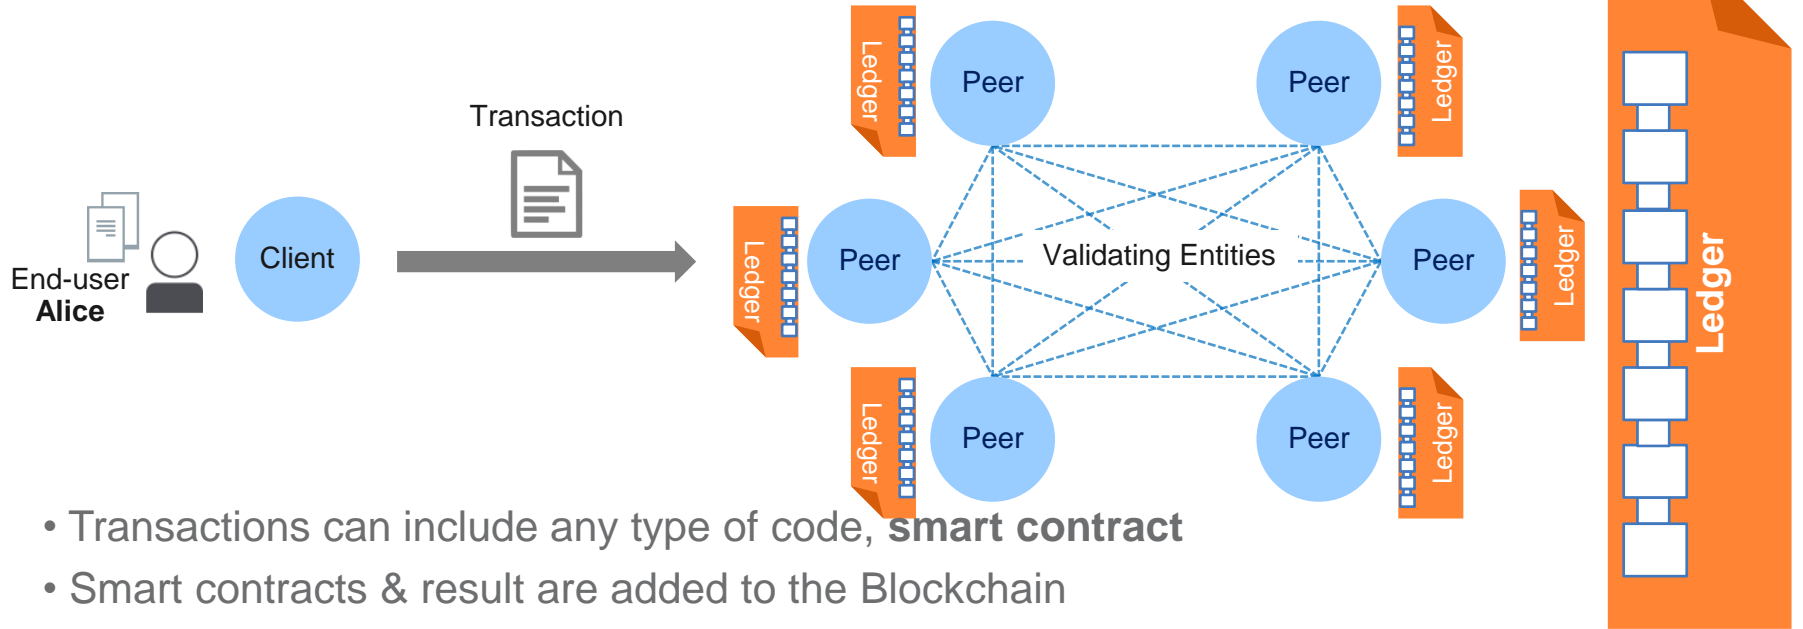 Ledger
Peer
Peer
Ledger
Transaction
End-user
Alice
Client
Ledger
Peer
Validating Entities
Peer
Ledger
Ledger
Ledger
Peer
Peer
Ledger
• Transactions can include any type of code, smart contract
• Smart contracts & result are added to the Blockchain